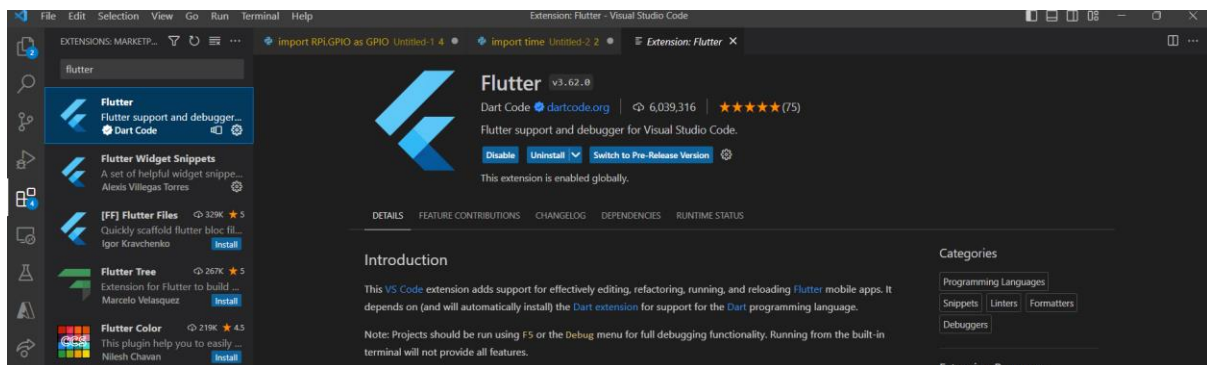 File Edit Selection View Go Run Terminal Help
Extension: Flutter - Visual Studio Code
EXTENSIONS: MARKETP...
import RPi.GPIO as GPIO Untitled-1 4
import time Untitled-2 2
Extension: Flutter
flutter
2
4
Flutter
Flutter support and debugger...
Dart Code
Flutter Widget Snippets
A set of helpful widget snippe...
Alexis Villegas Torres
[FF] Flutter Files 329K ★ 5
Quickly scaffold flutter bloc fil...
Igor Kravchenko Install
Flutter Tree 267K ★ 5
Extension for Flutter to build ...
Marcelo Velasquez Install
Flutter Color 219K ★ 4.5
This plugin help you to easily ...
Nilesh Chavan Install
CSS
Flutter v3.62.0
Dart Code dartcode.org 6,039,316 ★★★★★(75)
Flutter support and debugger for Visual Studio Code.
Disable Uninstall Switch to Pre-Release Version
This extension is enabled globally.
DETAILS FEATURE CONTRIBUTIONS CHANGELOG DEPENDENCIES RUNTIME STATUS
Introduction
This VS Code extension adds support for effectively editing, refactoring, running, and reloading Flutter mobile apps. It
depends on (and will automatically install) the Dart extension for support for the Dart programming language.
Note: Projects should be run using F5 or the Debug menu for full debugging functionality. Running from the built-in
terminal will not provide all features.
Categories
Programming Languages
Snippets Linters Formatters
Debuggers